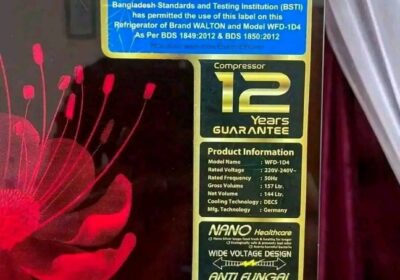 Bangladesh Standards and Testing Institution (BSTI)
has permitted the use of this label on this
Refrigerator of Brand WALTON and Model WFD-1D4
As Per BDS 1849:2012 & BDS 1850:2012
Compressor
12
Years
GUARANTEE
Product Information
Model Name : WFD-1D4
Rated Voltage : 220V-240V~
Rated Frequency : 50Hz
Gross Volume : 157 Ltr.
Net Volume : 144 Ltr.
Cooling Technology : DECS
Mfg. Technology : Germany
NANO Healthcare
WIDE VOLTAGE DESIGN
ANTI FUNGAL